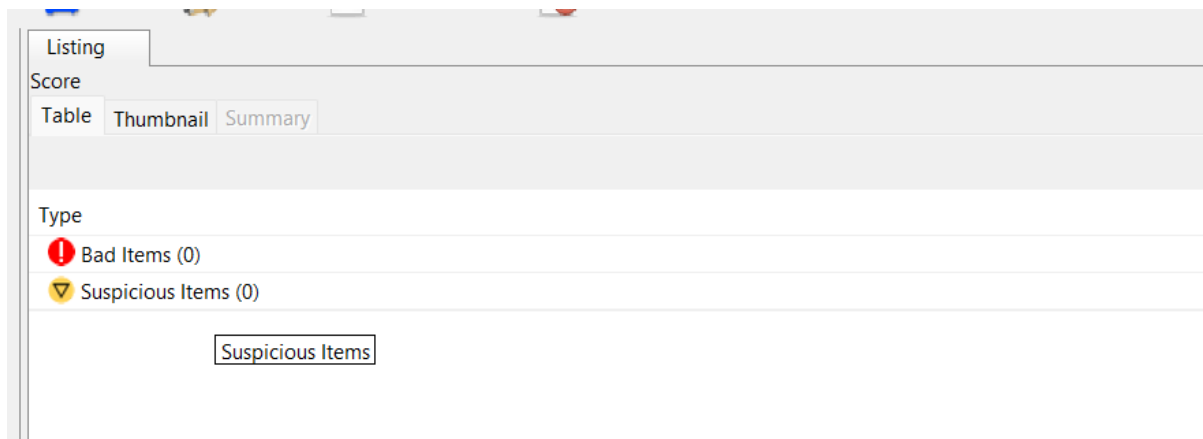 Listing
Score
Table Thumbnail Summary
Type
Bad Items (0)
Suspicious Items (0)
Suspicious Items